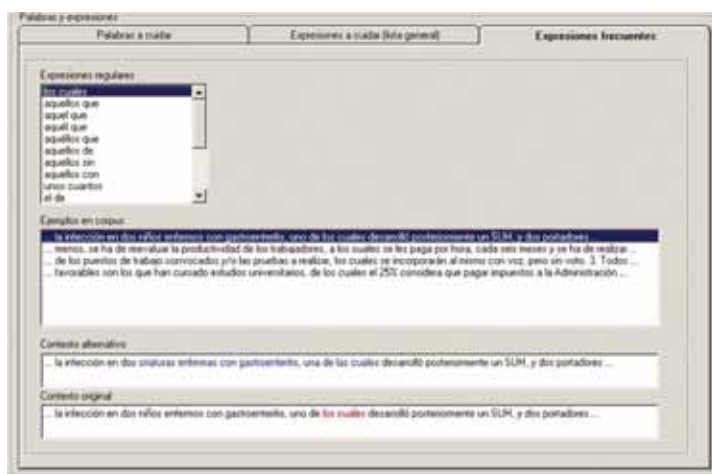 Palabras y expresiones
Palabras a cuidar
Expresiones a cuidar (lista general)
Expresiones frecuentes
Expresiones regulares
los cuales
aquellos que
aquel que
aquél que
aquéllos que
aquellos de
aquellos sin
aquellos con
unos cuantos
el de
Ejemplos en corpus
... la infección en dos niños enfermos con gastroenteritis, uno de los cuales desarrolló posteriormente un SUH, y dos portadores ...
... menos, se ha de reevaluar la productividad de los trabajadores, a los cuales se les paga por hora, cada seis meses y se ha de realizar ...
... de los puestos de trabajo convocados y/o las pruebas a realizar, los cuales se incorporarán al mismo con voz, pero sin voto. 3. Todos ...
... favorables son los que han cursado estudios universitarios, de los cuales el 25% considera que pagar impuestos a la Administración ...
Contexto alternativo
... la infección en dos criaturas enfermas con gastroenteritis, una de las cuales desarolló posteriormente un SUH, y dos portadores ...
Contexto original
... la infección en dos niños enfermos con gastroenteritis, uno de los cuales desarolló posteriormente un SUH, y dos portadores ...